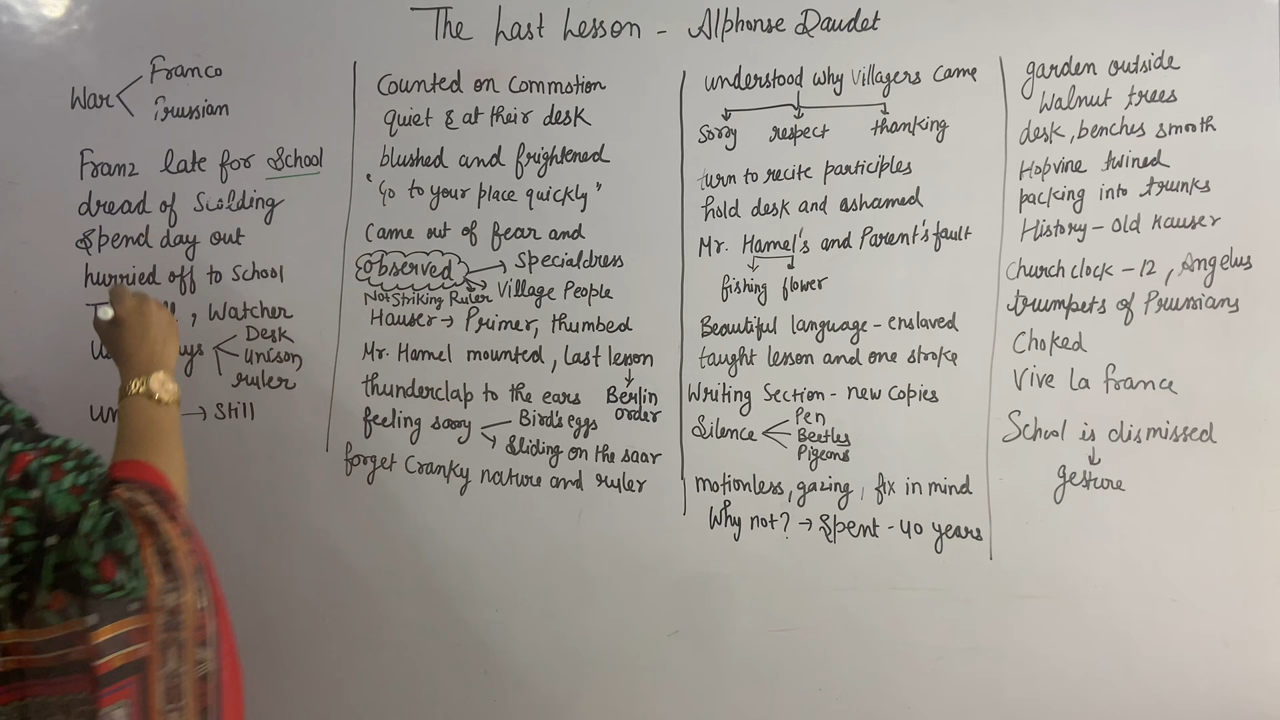 The Last Lesson - Alphonse Daudet
War < Franco
Prussian
Franz late for School
dread of Scolding
Spend day out
hurried off to School
, Watcher
Desk
unison,
ruler
→ Still
Counted on Commotion
quiet & at their desk
blushed and frightened
"Go to your place quickly"
Came out of fear and
Observed → Specialdress
→ Village People
Not Striking Ruler
Hauser → Primer, thumbed
Mr. Hamel mounted, last lesson
thunderclap to the ears
Berlin
order
feeling sorry
Bird's eggs
Sliding on the saar
forget Cranky nature and ruler
understood why Villagers Came
Sorry respect thanking
turn to recite participles
hold desk and ashamed
Mr. Hamel's and Parent's fault
fishing flower
Beautiful language - enslaved
taught lesson and one stroke
Writing Section - new Copies
Silence < Pen
Beetles
Pigeons
motionless, gazing, fix in mind
Why not? → Spent - 40 years
garden outside
Walnut trees
desk, benches smooth
Hopvine twined
packing into trunks
History - Old Hauser
Church clock - 12, Angelus
trumpets of Prussians
Choked
Vive la france
School is dismissed
↓
gesture